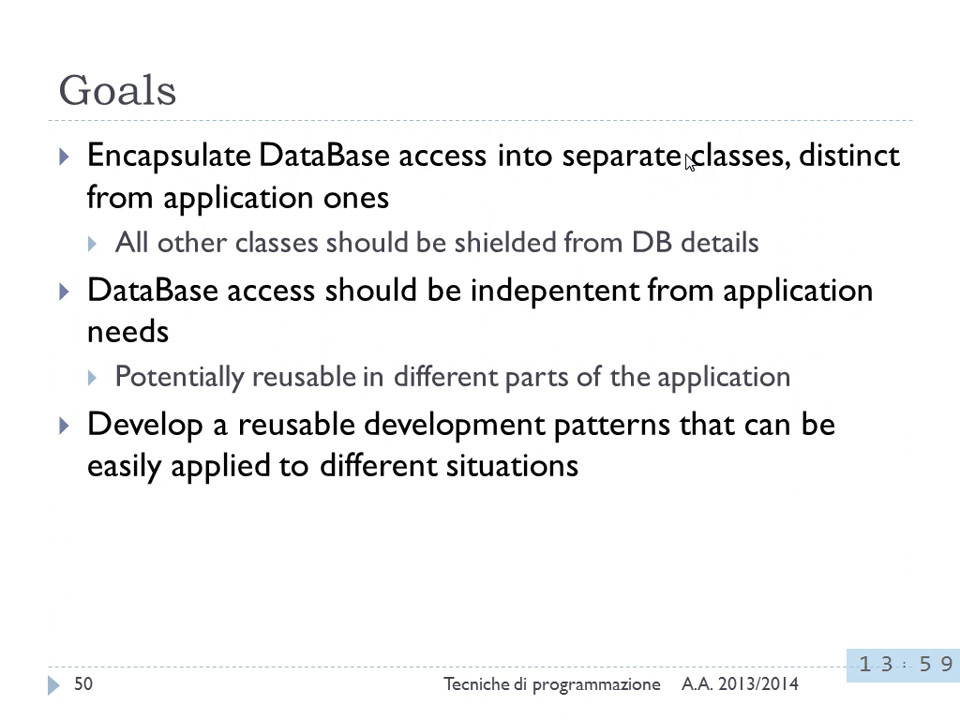 Goals
Encapsulate DataBase access into separate classes, distinct
from application ones
All other classes should be shielded from DB details
DataBase access should be indepentent from application
needs
Potentially reusable in different parts of the application
Develop a reusable development patterns that can be
easily applied to different situations
13:59
50 Tecniche di programmazione A.A. 2013/2014